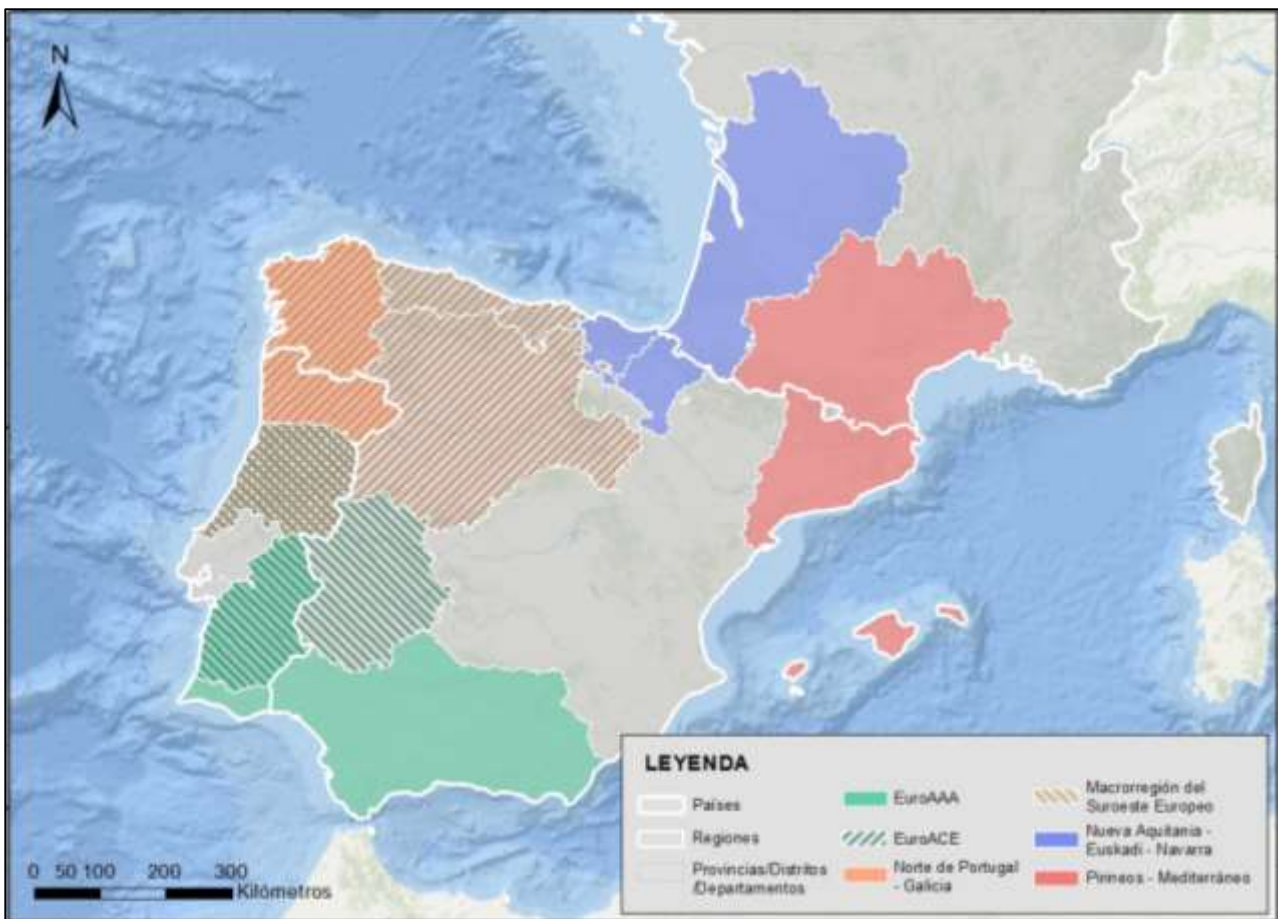 N
0 50 100 200 300
Kilómetros
LEYENDA
Países
Regiones
Provincias/Distritos
/Departamentos
EuroAAA
EuroACE
Norte de Portugal
- Galicia
Macrorregión del
Suroeste Europeo
Nueva Aquitania -
Euskadi - Navarra
Pirineos - Mediterráneo